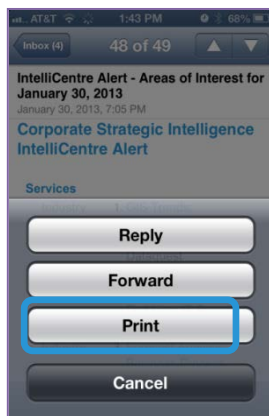 AT&T 1:43 PM 68%
Inbox (4) 48 of 49
IntelliCentre Alert - Areas of Interest for
January 30, 2013
January 30, 2013, 7:05 PM
Corporate Strategic Intelligence
IntelliCentre Alert
Services
Reply
Forward
Print
Cancel